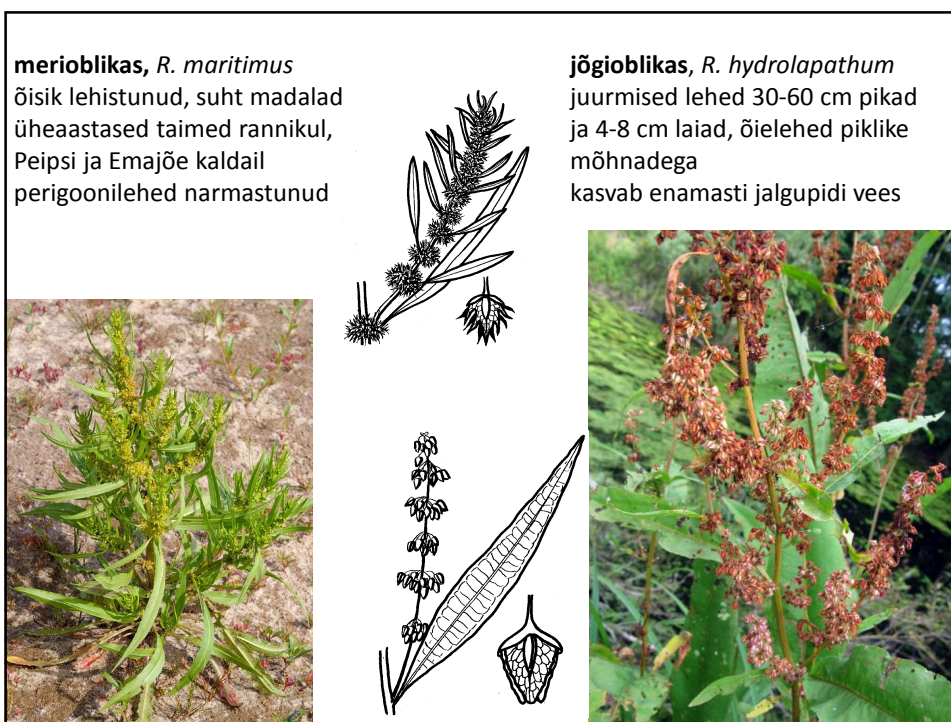 merioblikas, R. maritimus
õisik lehistunud, suht madalad
üheaastased taimed rannikul,
Peipsi ja Emajõe kaldail
perigoonilehed narmastunud
jõgioblikas, R. hydrolapathum
juurmised lehed 30-60 cm pikad
ja 4-8 cm laiad, õielehed piklike
mõhnadega
kasvab enamasti jalgupidi vees